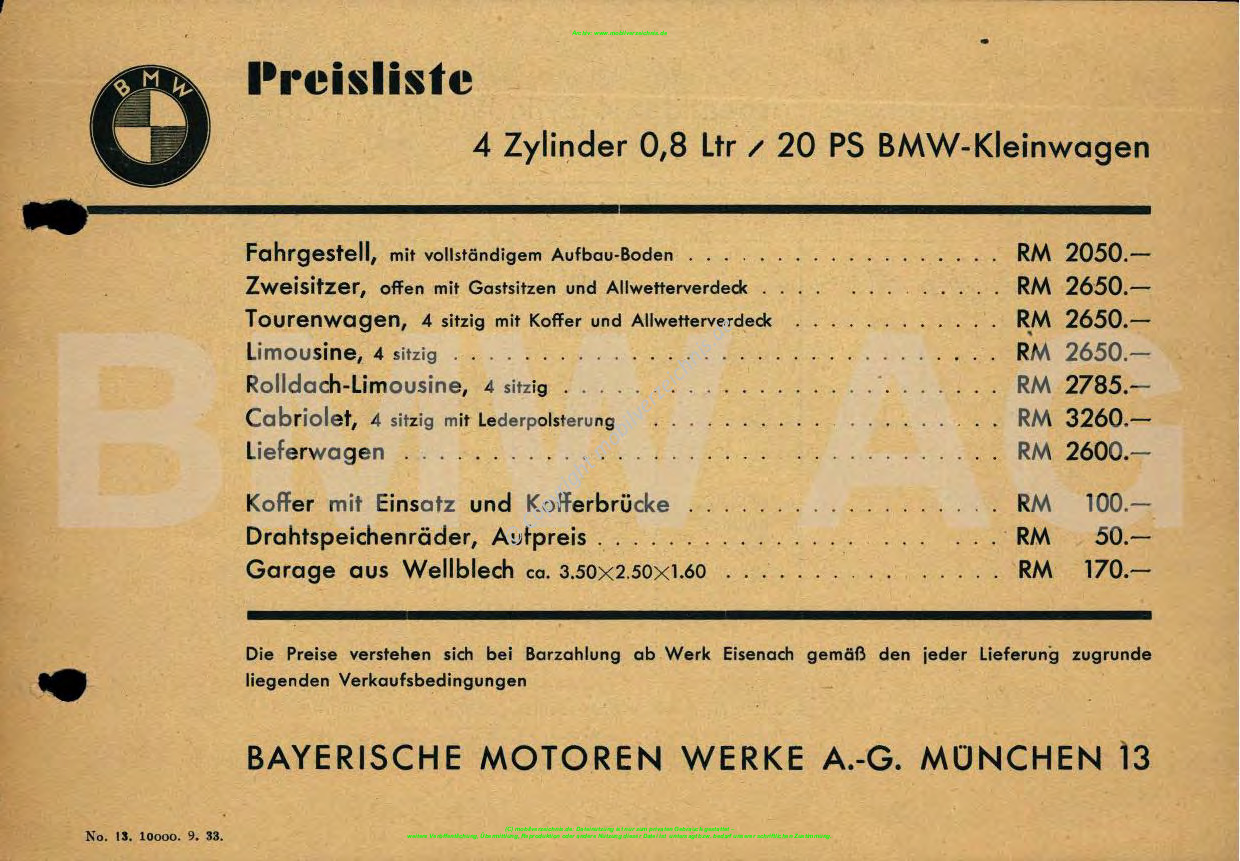 BMW
Preisliste
4 Zylinder 0,8 Ltr / 20 PS BMW-Kleinwagen
Fahrgestell, mit vollständigem Aufbau-Boden . . . . . . . . . . . . . . . . . . RM 2050.—
Zweisitzer, offen mit Gastsitzen und Allwetterverdeck . . . . . . . . . . . . . RM 2650.—
Tourenwagen, 4 sitzig mit Koffer und Allwetterverdeck . . . . . . . . . . . . RM 2650.—
Limousine, 4 sitzig . . . . . . . . . . . . . . . . . . . . . . . . . . . . . . . RM 2650.—
Rolldach-Limousine, 4 sitzig . . . . . . . . . . . . . . . . . . . . . . . . . RM 2785.—
Cabriolet, 4 sitzig mit Lederpolsterung . . . . . . . . . . . . . . . . . . . . RM 3260.—
Lieferwagen . . . . . . . . . . . . . . . . . . . . . . . . . . . . . . . . . . RM 2600.—
BMW AG
Koffer mit Einsatz und Kofferbrücke . . . . . . . . . . . . . . . . . . RM 100.—
Drahtspeichenräder, Aufpreis . . . . . . . . . . . . . . . . . . . . . . . RM 50.—
Garage aus Wellblech ca. 3.50×2.50×1.60 . . . . . . . . . . . . . . . . RM 170.—
Die Preise verstehen sich bei Barzahlung ab Werk Eisenach gemäß den jeder Lieferung zugrunde
liegenden Verkaufsbedingungen
BAYERISCHE MOTOREN WERKE A.-G. MÜNCHEN 13
No. 13. 10000. 9. 33.